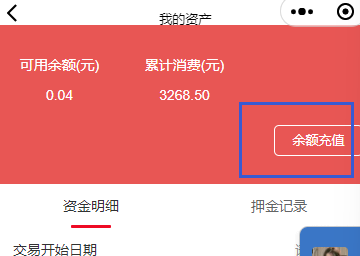 我的资产
可用余额(元) 累计消费(元)
0.04 3268.50
余额充值
资金明细 押金记录
交易开始日期